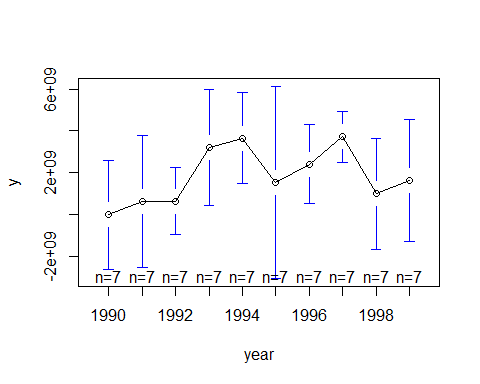 6e+09
2e+09
-2e+09
y
n=7 n=7 n=7 n=7 n=7 n=7 n=7 n=7 n=7 n=7
1990 1992 1994 1996 1998
year